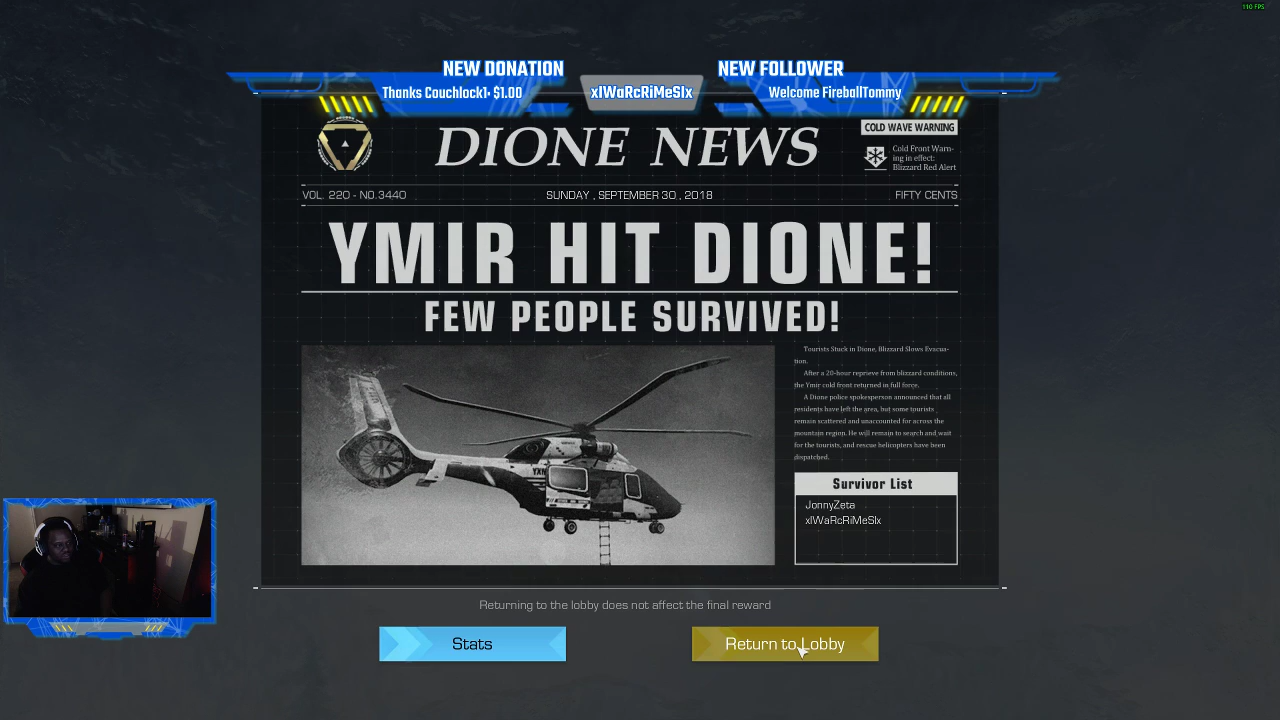 110 FPS
NEW DONATION
NEW FOLLOWER
Thanks Couchlock1: $1.00
xIWaRcRiMeSIx
Welcome FireballTommy
DIONE NEWS
COLD WAVE WARNING
Cold Front Warn-
ing in effect:
Blizzard Red Alert
VOL. 220 - NO.3440
SUNDAY , SEPTEMBER 30 , 2018
FIFTY CENTS
YMIR HIT DIONE!
FEW PEOPLE SURVIVED!
Tourists Stuck in Dione, Blizzard Slows Evacua-
tion.
After a 20-hour reprieve from blizzard conditions,
the Ymir cold front returned in full force.
A Dione police spokesperson announced that all
residents have left the area, but some tourists
remain scattered and unaccounted for across the
mountain region. He will remain to search and wait
for the tourists, and rescue helicopters have been
dispatched.
Survivor List
JonnyZeta
xIWaRcRiMeSIx
Returning to the lobby does not affect the final reward
Stats
Return to Lobby